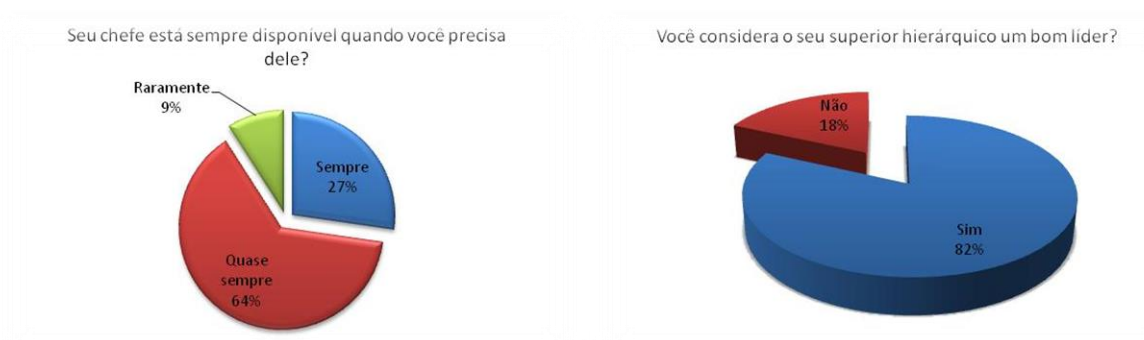 Seu chefe está sempre disponível quando você precisa
dele?
Raramente
9%
Sempre
27%
Quase
sempre
64%
Você considera o seu superior hierárquico um bom líder?
Não
18%
Sim
82%